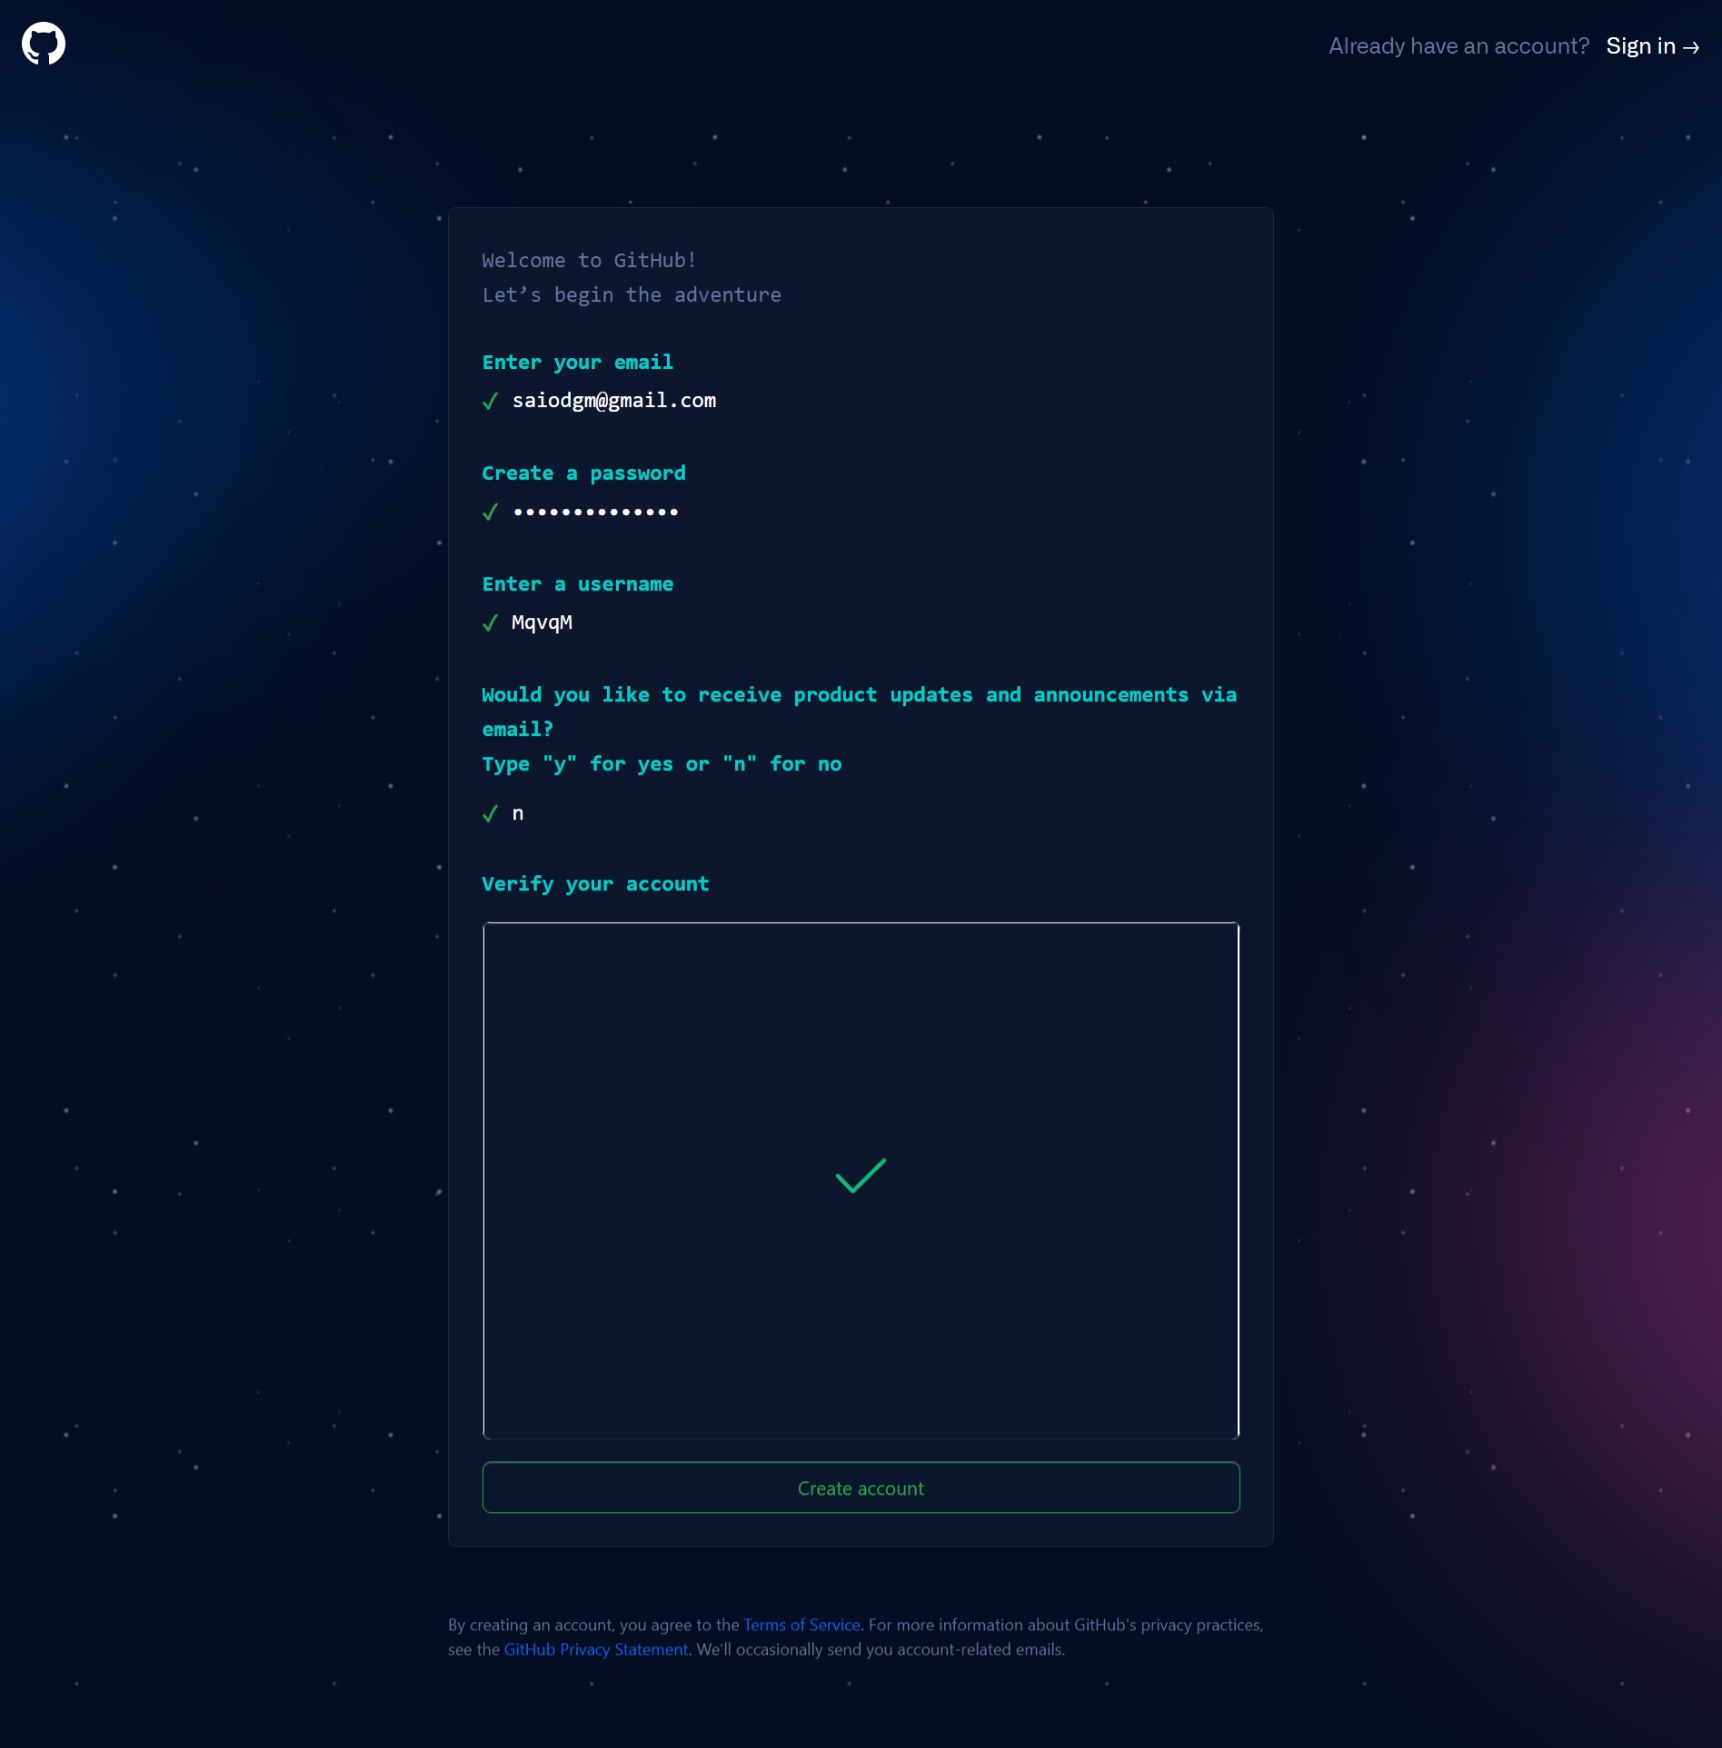 Already have an account? Sign in →
Welcome to GitHub!
Let’s begin the adventure
Enter your email
✓ saiodgm@gmail.com
Create a password
✓ ••••••••••••••
Enter a username
✓ MqvqM
Would you like to receive product updates and announcements via
email?
Type "y" for yes or "n" for no
✓ n
Verify your account
Create account
By creating an account, you agree to the Terms of Service. For more information about GitHub's privacy practices,
see the GitHub Privacy Statement. We'll occasionally send you account-related emails.